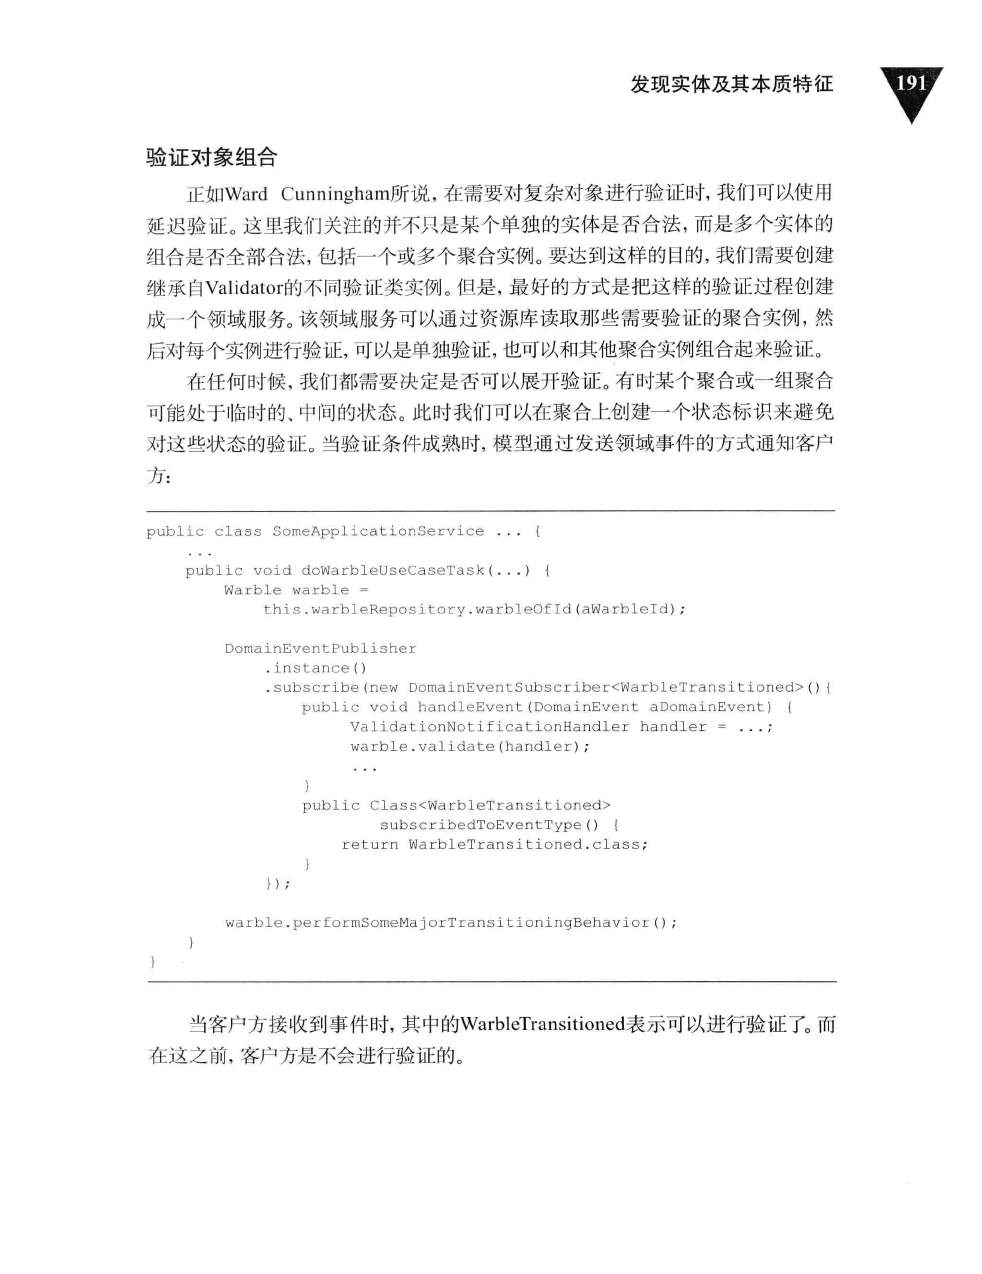 发现实体及其本质特征
191
验证对象组合
正如Ward Cunningham所说，在需要对复杂对象进行验证时，我们可以使用
延迟验证。这里我们关注的并不只是某个单独的实体是否合法，而是多个实体的
组合是否全部合法，包括一个或多个聚合实例。要达到这样的目的，我们需要创建
继承自Validator的不同验证类实例。但是，最好的方式是把这样的验证过程创建
成一个领域服务。该领域服务可以通过资源库读取那些需要验证的聚合实例，然
后对每个实例进行验证，可以是单独验证，也可以和其他聚合实例组合起来验证。
在任何时候，我们都需要决定是否可以展开验证。有时某个聚合或一组聚合
可能处于临时的、中间的状态。此时我们可以在聚合上创建一个状态标识来避免
对这些状态的验证。当验证条件成熟时，模型通过发送领域事件的方式通知客户
方：
public class SomeApplicationService ... {
    ...
    public void doWarbleUseCaseTask(...) {
        Warble warble =
            this.warbleRepository.warbleOfId(aWarbleId);
        DomainEventPublisher
            .instance()
            .subscribe(new DomainEventSubscriber<WarbleTransitioned>(){
                public void handleEvent(DomainEvent aDomainEvent) {
                     ValidationNotificationHandler handler = ...;
                     warble.validate(handler);
                     ...
                }
                public Class<WarbleTransitioned>
                        subscribedToEventType() {
                    return WarbleTransitioned.class;
                }
            });
        warble.performSomeMajorTransitioningBehavior();
    }
}
当客户方接收到事件时，其中的WarbleTransitioned表示可以进行验证了。而
在这之前，客户方是不会进行验证的。